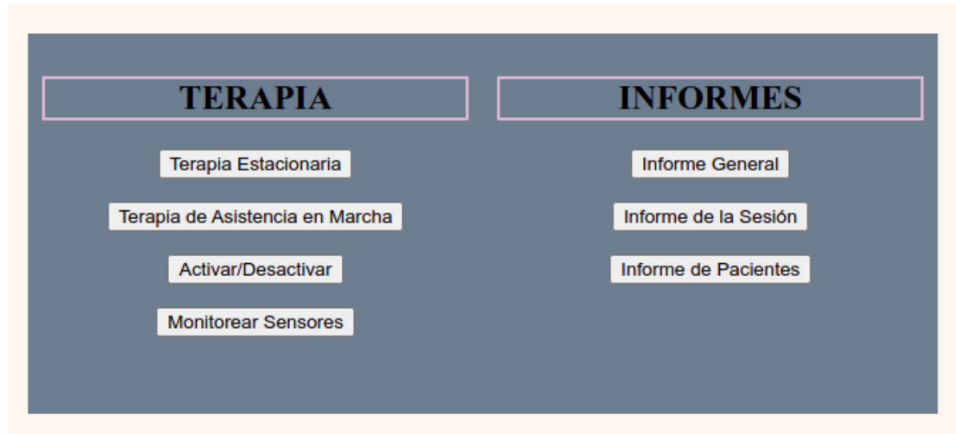 TERAPIA
Terapia Estacionaria
Terapia de Asistencia en Marcha
Activar/Desactivar
Monitorear Sensores
INFORMES
Informe General
Informe de la Sesión
Informe de Pacientes